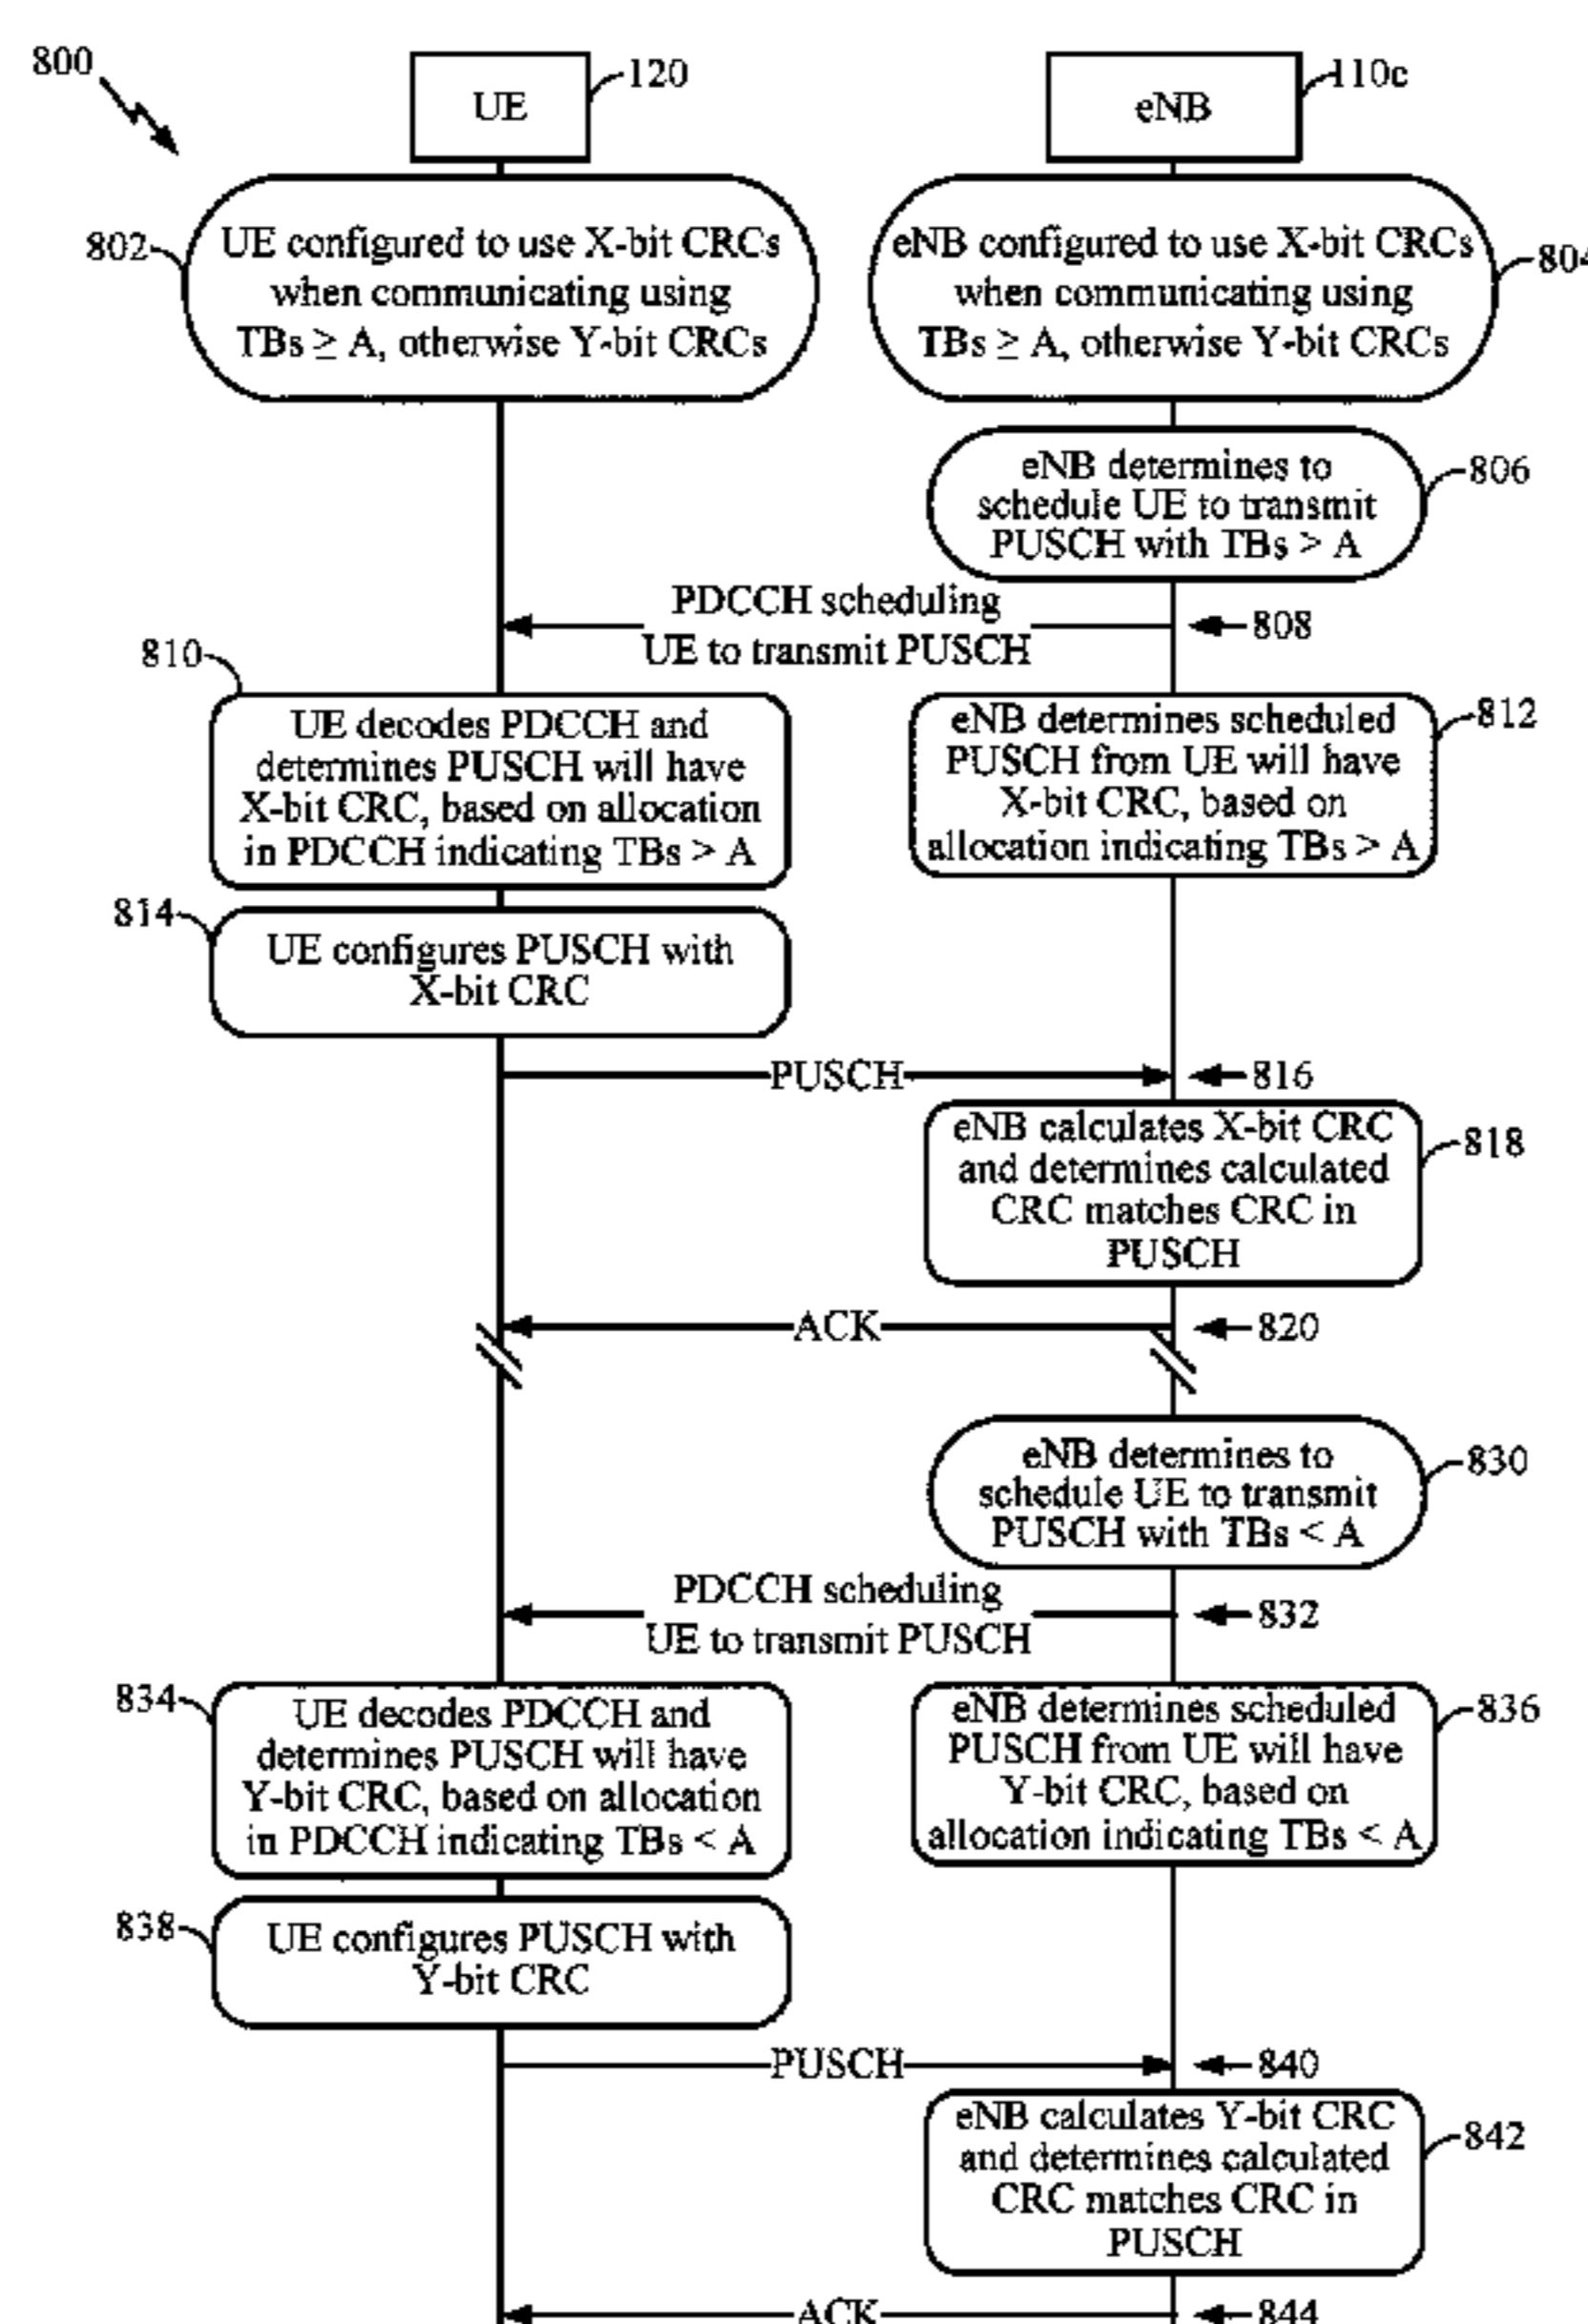 800
UE
120
eNB
110c
802
UE configured to use X-bit CRCs
when communicating using
TBs ≥ A, otherwise Y-bit CRCs
eNB configured to use X-bit CRCs
when communicating using
TBs ≥ A, otherwise Y-bit CRCs
804
eNB determines to
schedule UE to transmit
PUSCH with TBs > A
806
PDCCH scheduling
UE to transmit PUSCH
808
810
UE decodes PDCCH and
determines PUSCH will have
X-bit CRC, based on allocation
in PDCCH indicating TBs > A
eNB determines scheduled
PUSCH from UE will have
X-bit CRC, based on
allocation indicating TBs > A
812
814
UE configures PUSCH with
X-bit CRC
PUSCH
816
eNB calculates X-bit CRC
and determines calculated
CRC matches CRC in
PUSCH
818
ACK
820
eNB determines to
schedule UE to transmit
PUSCH with TBs < A
830
PDCCH scheduling
UE to transmit PUSCH
832
834
UE decodes PDCCH and
determines PUSCH will have
Y-bit CRC, based on allocation
in PDCCH indicating TBs < A
eNB determines scheduled
PUSCH from UE will have
Y-bit CRC, based on
allocation indicating TBs < A
836
838
UE configures PUSCH with
Y-bit CRC
PUSCH
840
eNB calculates Y-bit CRC
and determines calculated
CRC matches CRC in
PUSCH
842
ACK
844